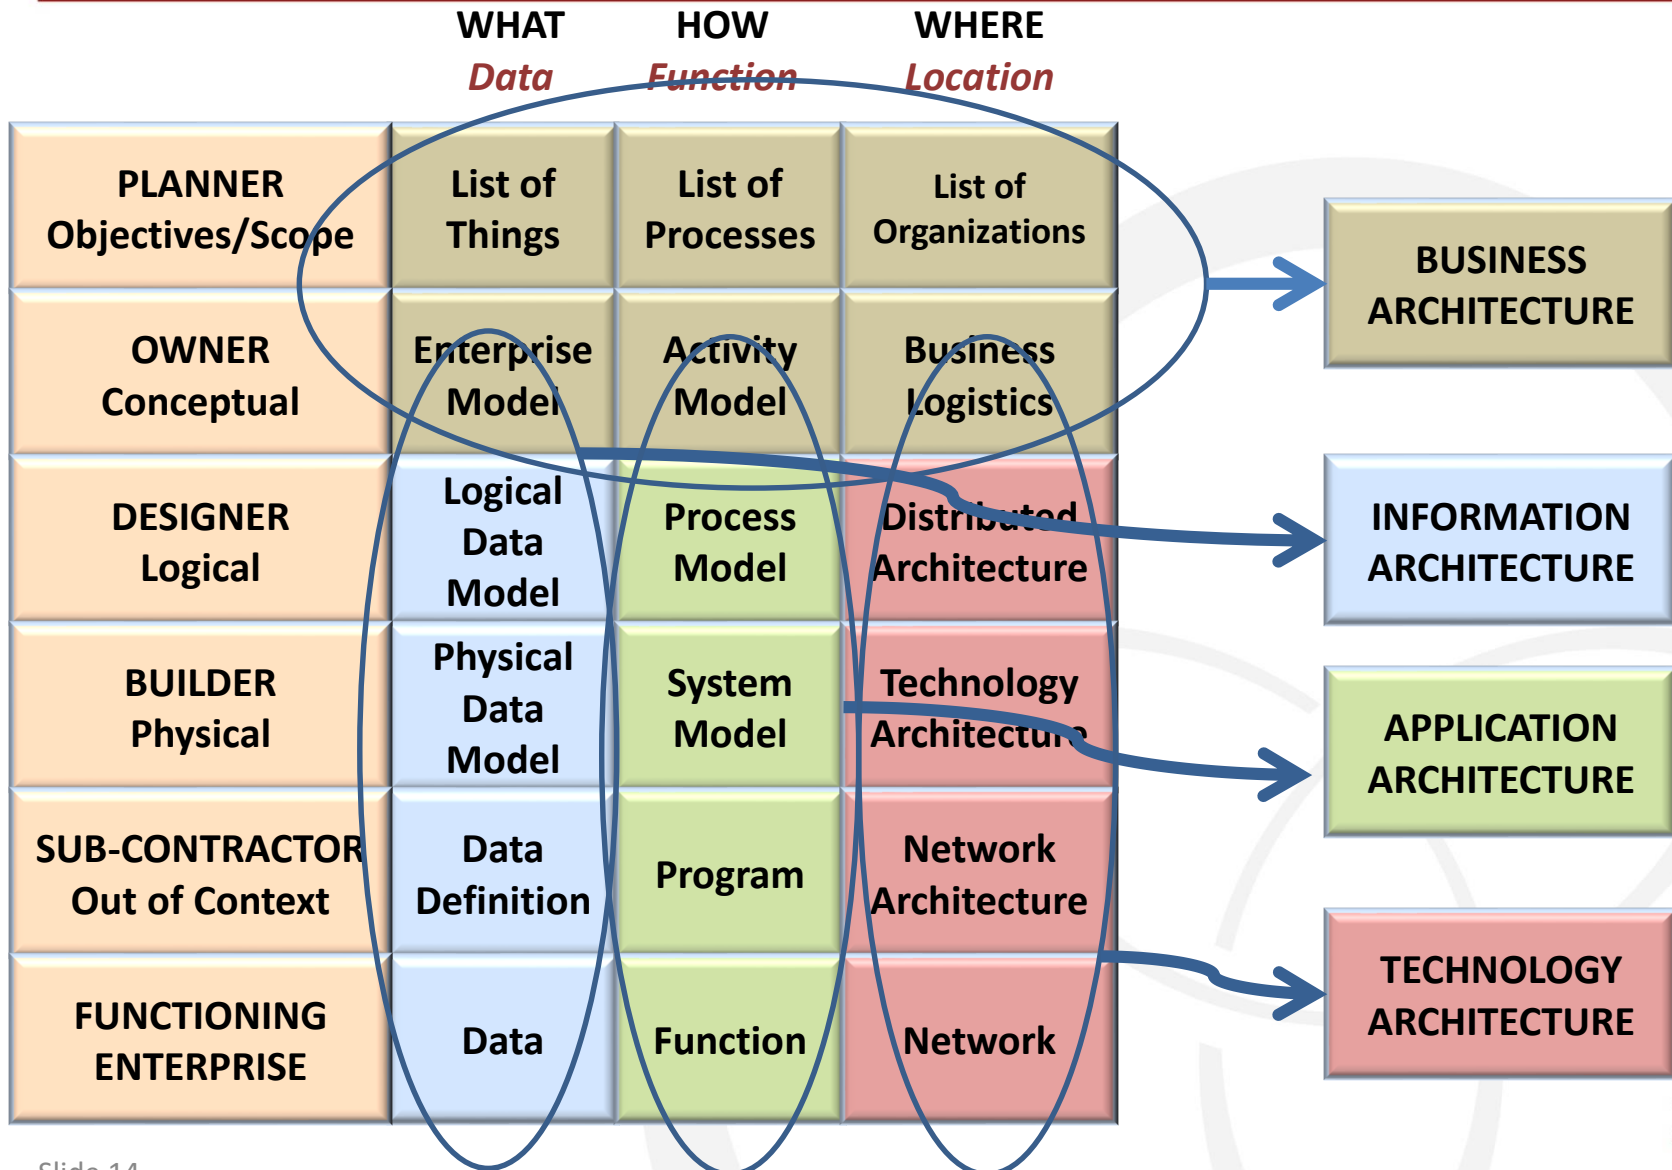 WHAT HOW WHERE
Data Function Location
PLANNER
Objectives/Scope
List of
Things
List of
Processes
List of
Organizations
BUSINESS
ARCHITECTURE
OWNER
Conceptual
Enterprise
Model
Activity
Model
Business
Logistics
DESIGNER
Logical
Logical
Data
Model
Process
Model
Distributed
Architecture
INFORMATION
ARCHITECTURE
BUILDER
Physical
Physical
Data
Model
System
Model
Technology
Architecture
APPLICATION
ARCHITECTURE
SUB-CONTRACTOR
Out of Context
Data
Definition
Program
Network
Architecture
FUNCTIONING
ENTERPRISE
Data
Function
Network
TECHNOLOGY
ARCHITECTURE
Slide 14